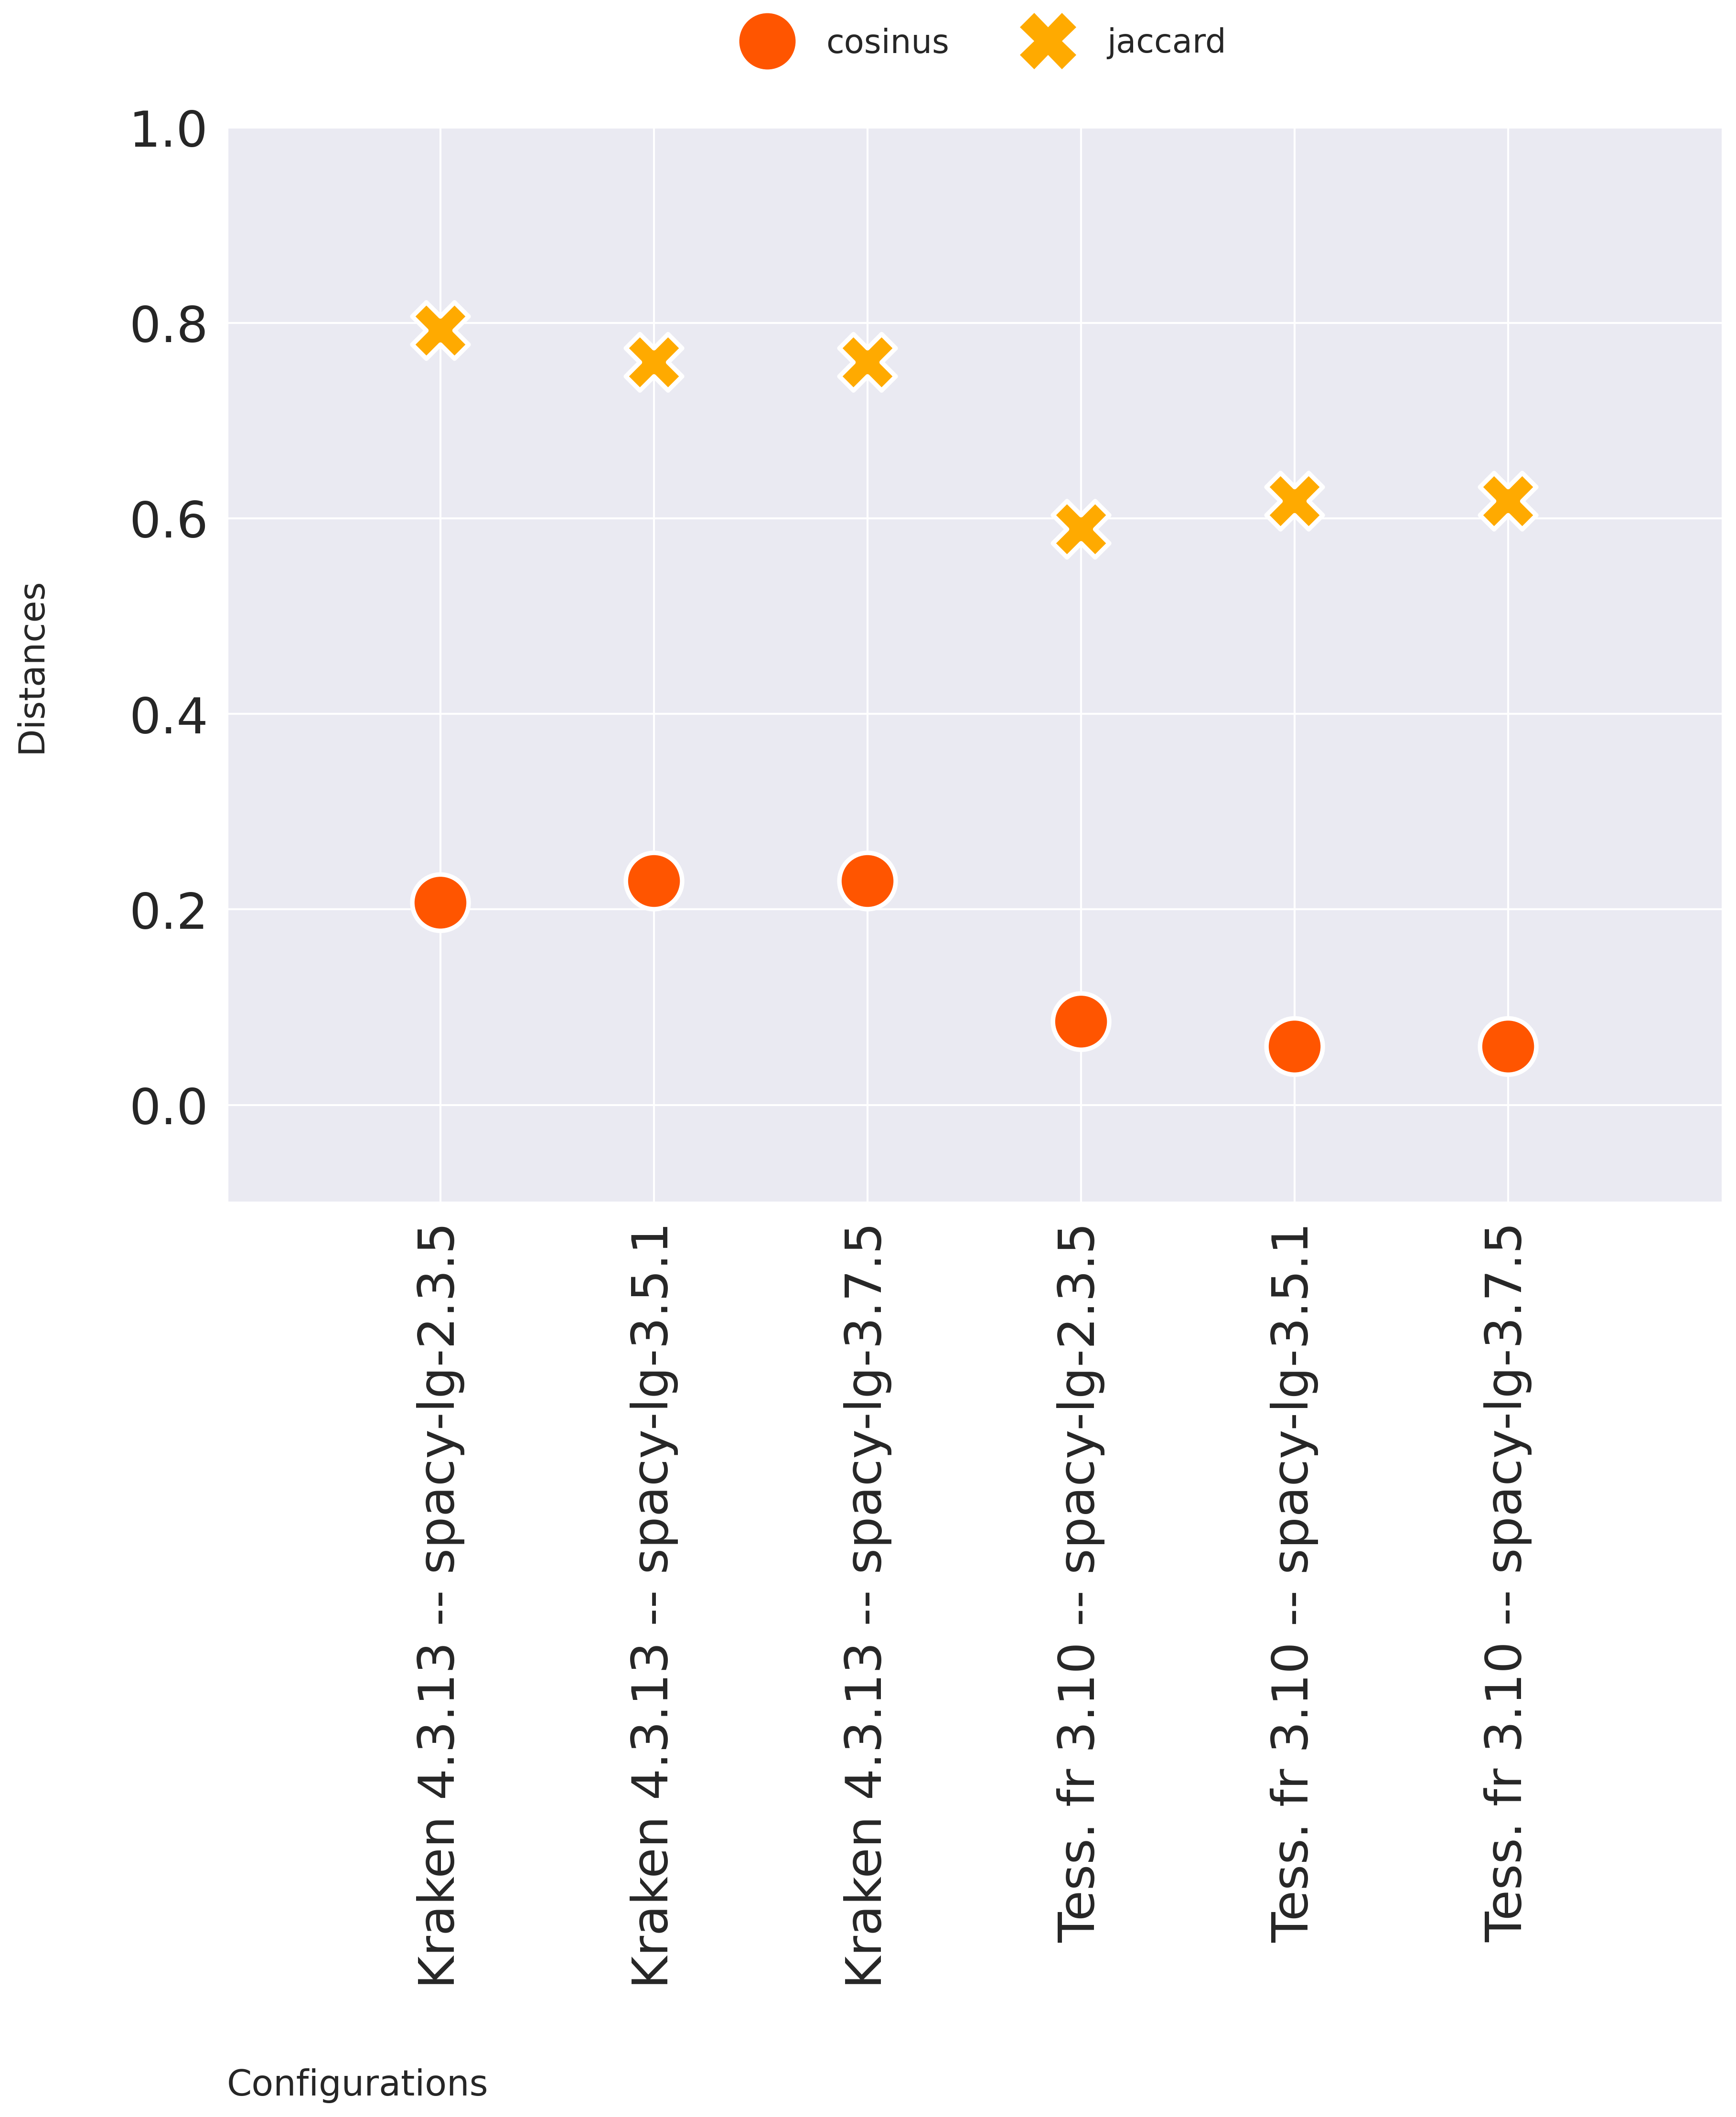 cosinus
jaccard
1.0
0.8
0.6
0.4
0.2
0.0
Distances
Kraken 4.3.13 -- spacy-lg-2.3.5
Kraken 4.3.13 -- spacy-lg-3.5.1
Kraken 4.3.13 -- spacy-lg-3.7.5
Tess. fr 3.10 -- spacy-lg-2.3.5
Tess. fr 3.10 -- spacy-lg-3.5.1
Tess. fr 3.10 -- spacy-lg-3.7.5
Configurations